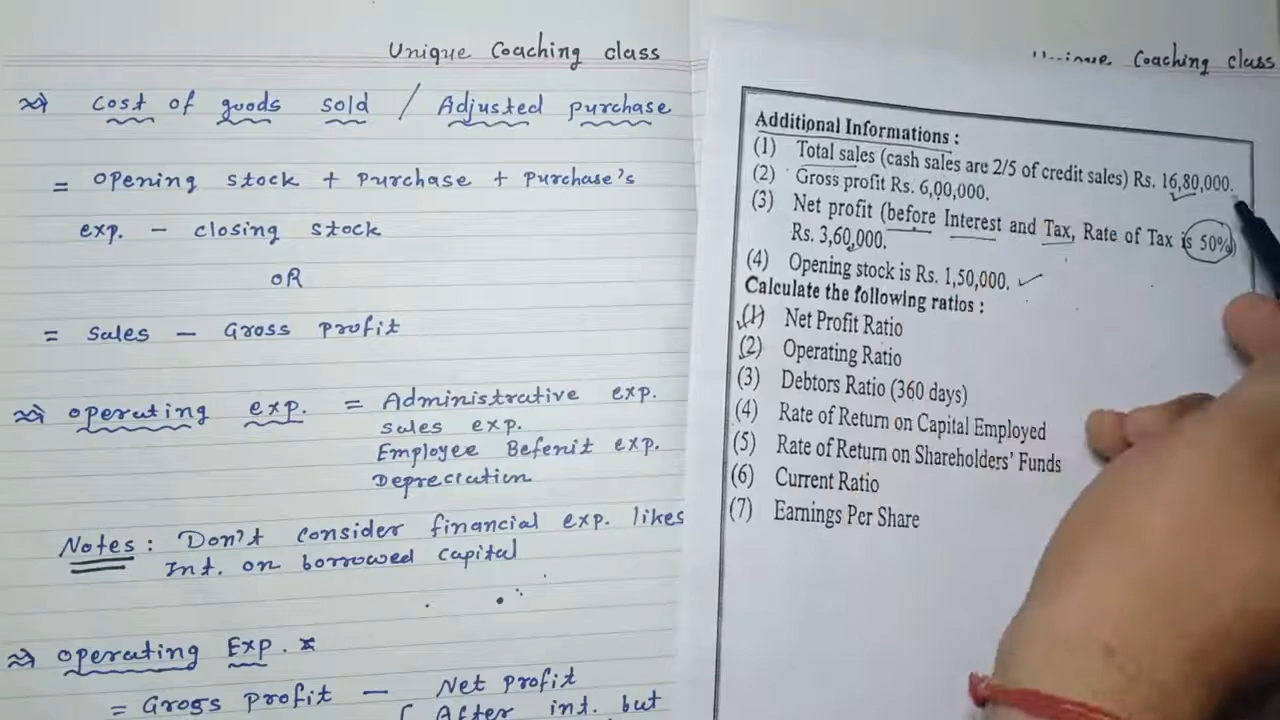 Unique Coaching class
⇒ Cost of goods sold / Adjusted purchase
= opening stock + purchase + purchase's
exp. - closing stock
OR
= sales - Gross profit
⇒ operating exp. = Administrative exp.
sales exp.
Employee Befenit exp.
Depreciation
Notes : Don't consider financial exp. likes
Int. on borrowed capital
⇒ operating Exp.
= Gross profit - Net profit
( After int. but
Coaching class
Additional Informations :
(1) Total sales (cash sales are 2/5 of credit sales) Rs. 16,80,000.
(2) Gross profit Rs. 6,00,000.
(3) Net profit (before Interest and Tax, Rate of Tax is 50%)
Rs. 3,60,000.
(4) Opening stock is Rs. 1,50,000.
Calculate the following ratios :
(1) Net Profit Ratio
(2) Operating Ratio
(3) Debtors Ratio (360 days)
(4) Rate of Return on Capital Employed
(5) Rate of Return on Shareholders' Funds
(6) Current Ratio
(7) Earnings Per Share